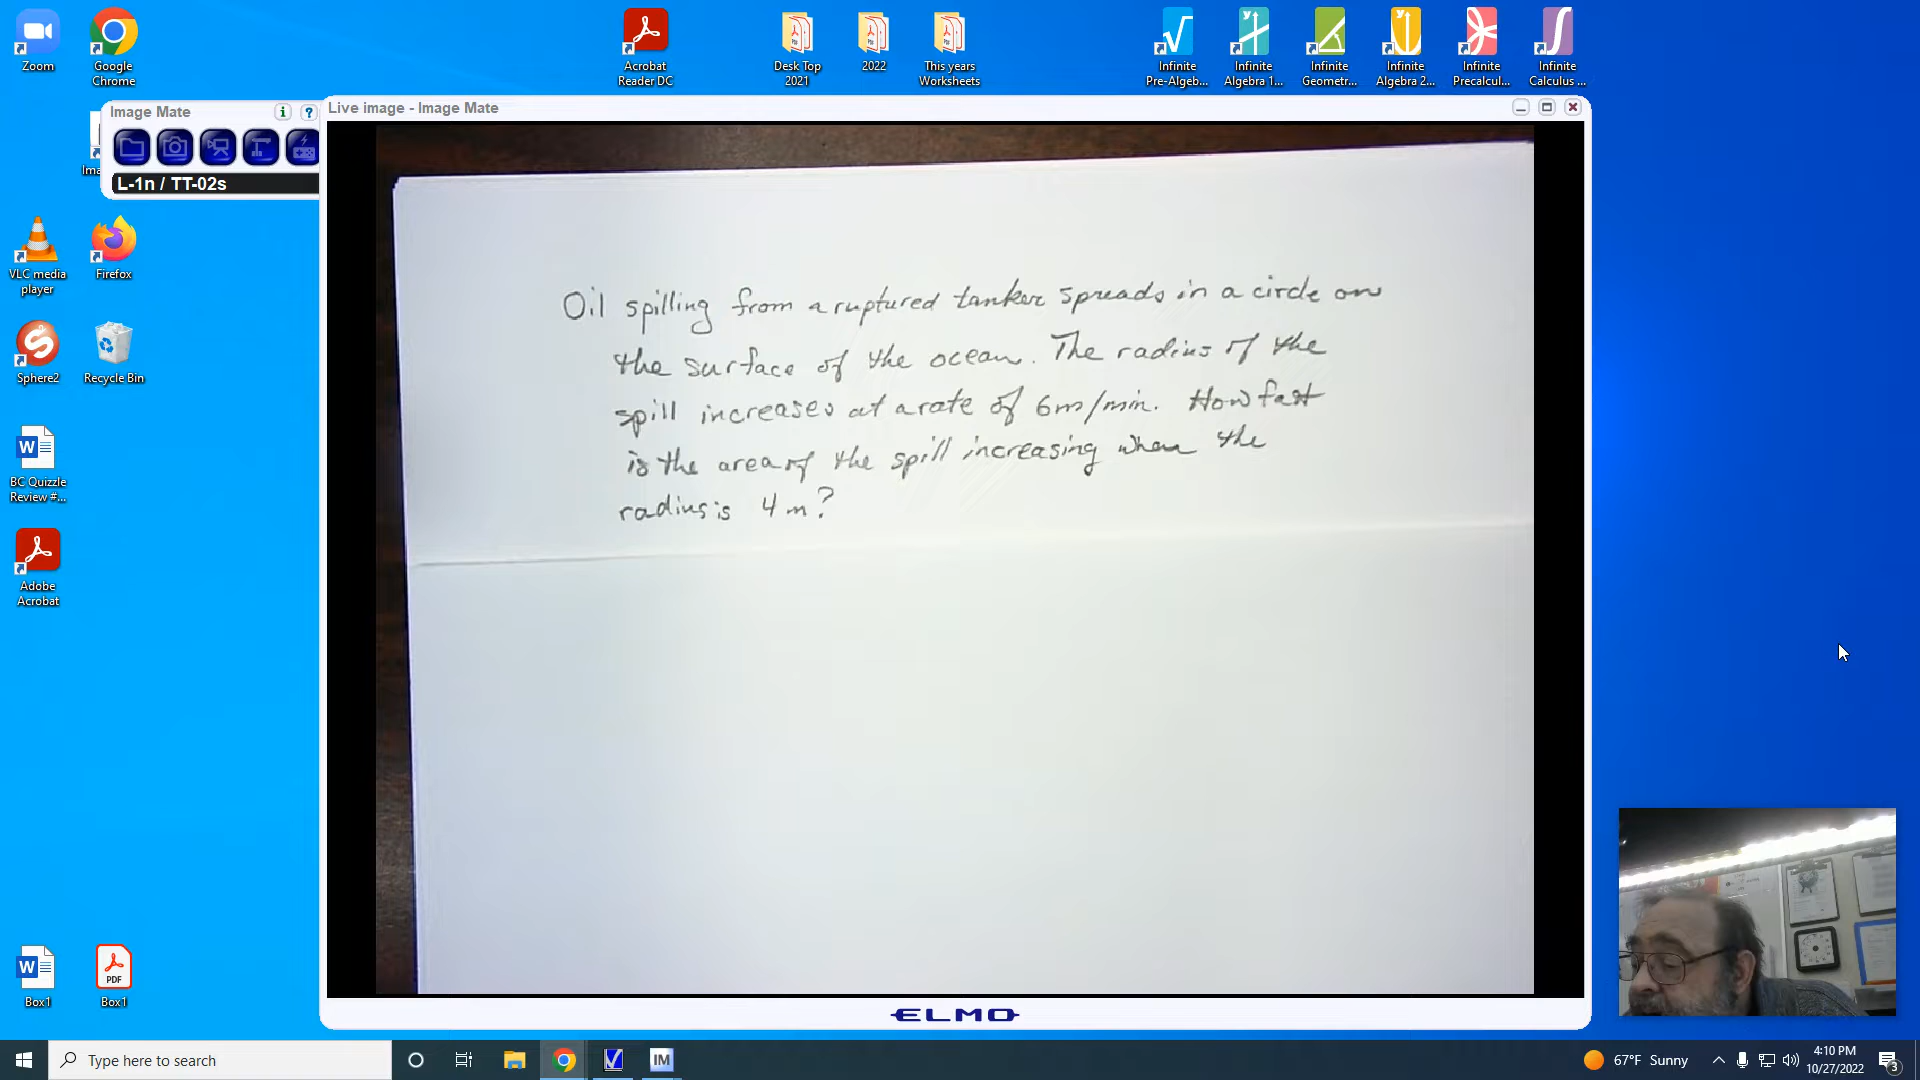 Zoom
Google Chrome
Acrobat Reader DC
Desk Top 2021
2022
This years Worksheets
Infinite Pre-Algeb...
Infinite Algebra 1...
Infinite Geometr...
Infinite Algebra 2...
Infinite Precalcul...
Infinite Calculus ...
Image Mate
L-1n / TT-02s
Ima
Live image - Image Mate
VLC media player
Firefox
Sphere2
Recycle Bin
BC Quizzle Review #...
Adobe Acrobat
Box1
PDF
Box1
Oil spilling from a ruptured tanker spreads in a circle on
the surface of the ocean. The radius of the
spill increases at a rate of 6m/min. How fast
is the area of the spill increasing when the
radius is 4 m?
ELMO
Type here to search
IM
67°F Sunny
4:10 PM
10/27/2022
3